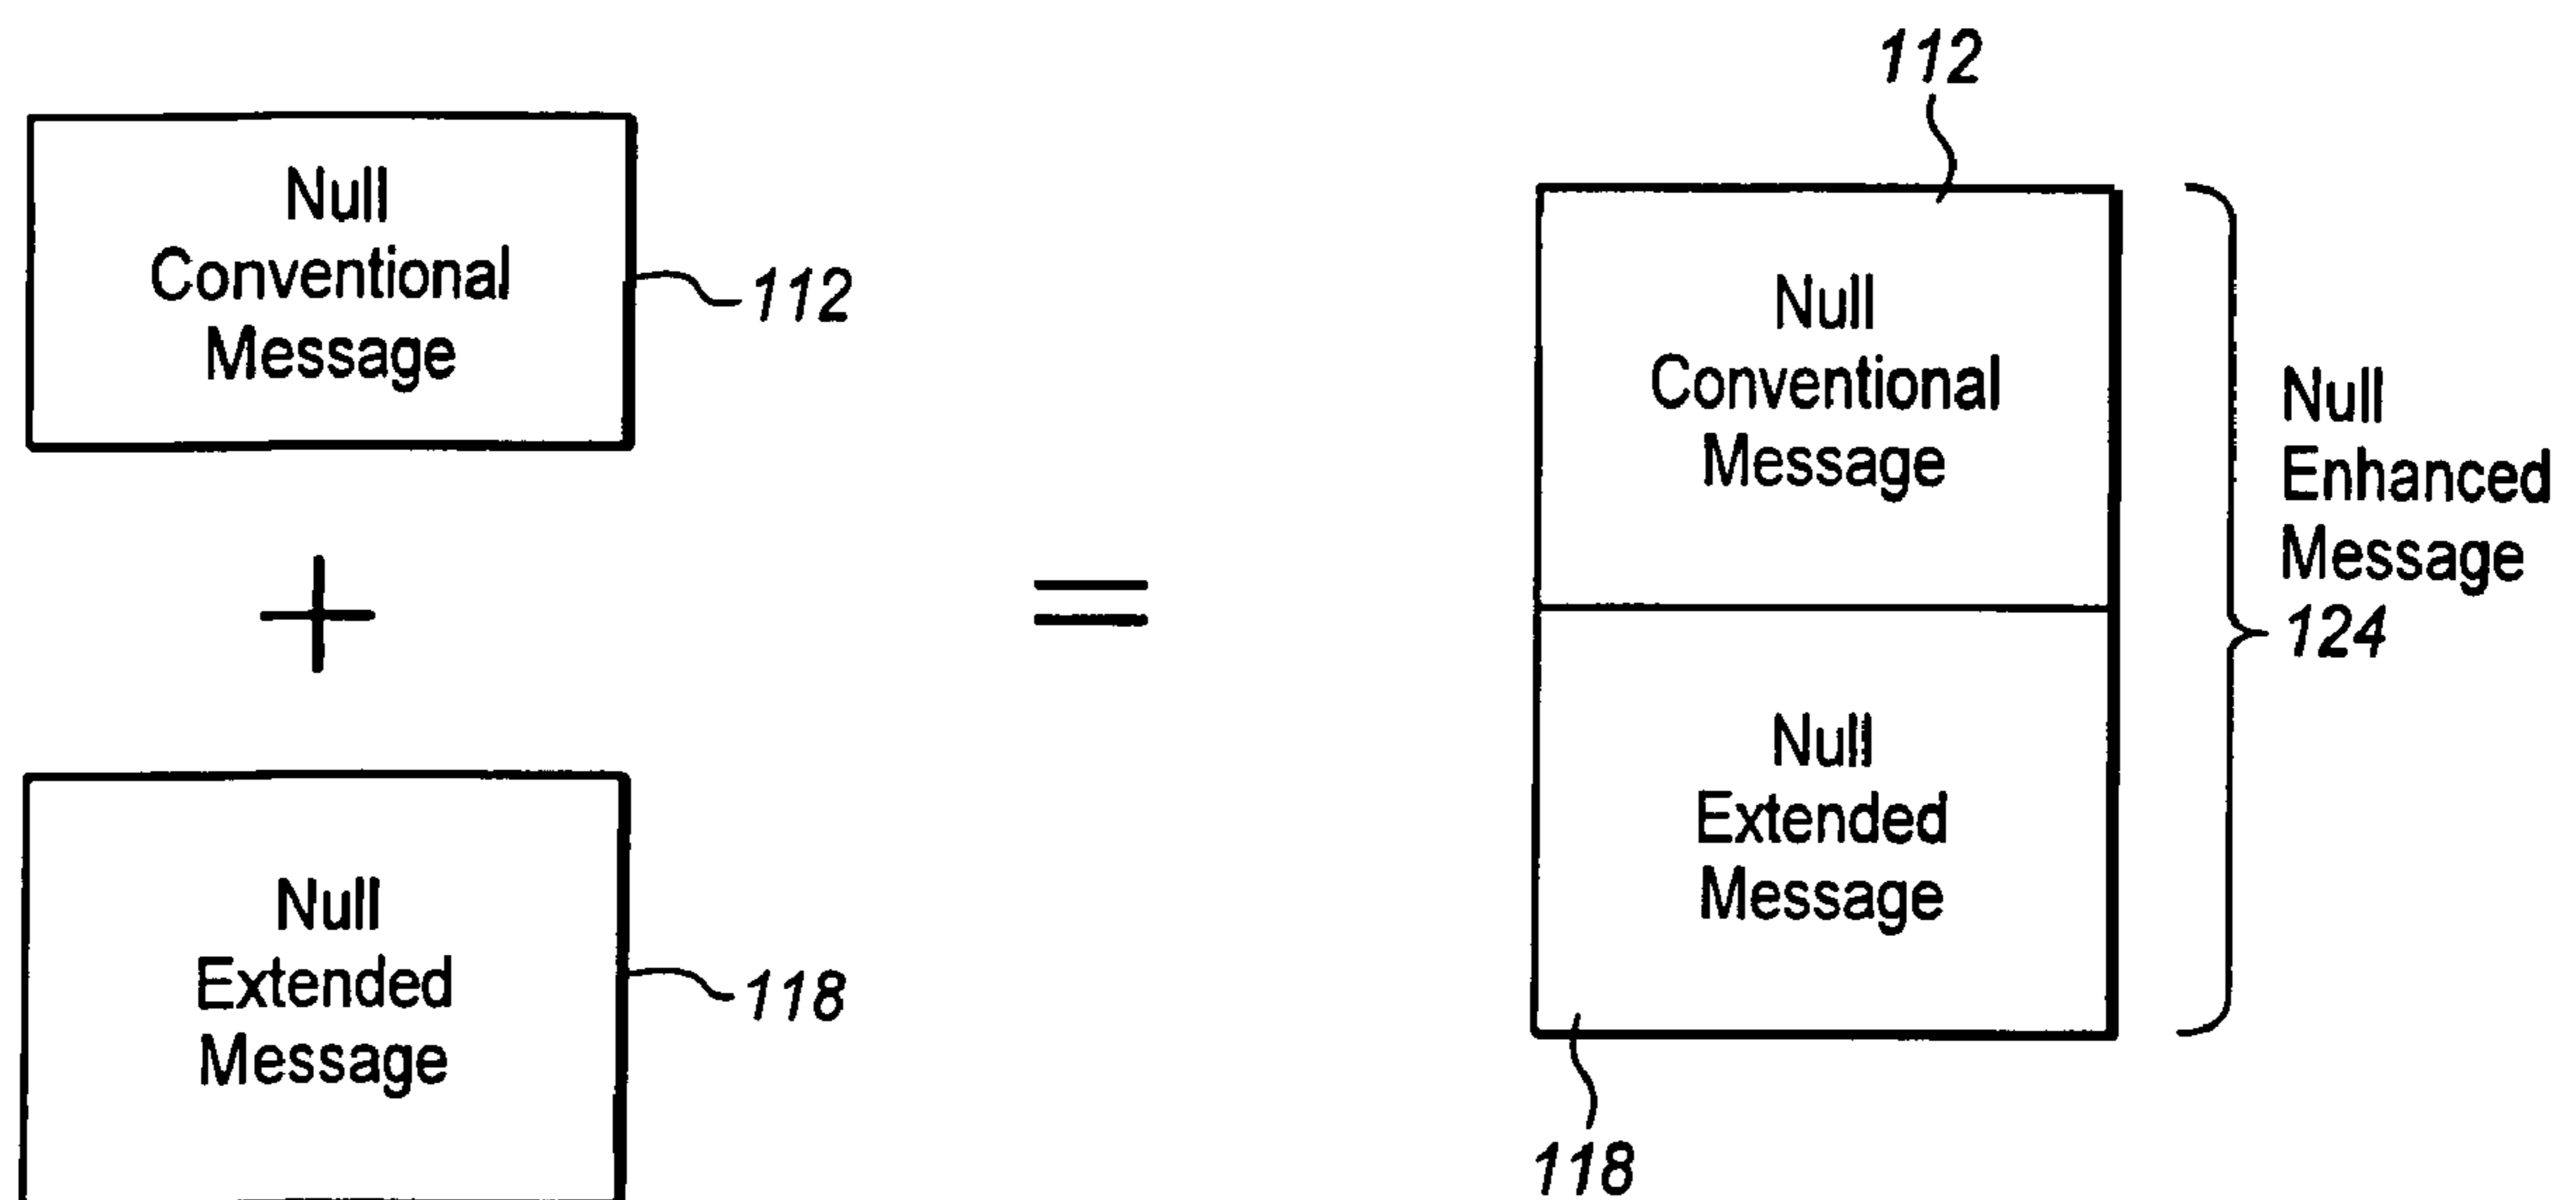 Null
Conventional
Message
112
+
Null
Extended
Message
118
=
112
Null
Conventional
Message
Null
Extended
Message
118
Null
Enhanced
Message
124